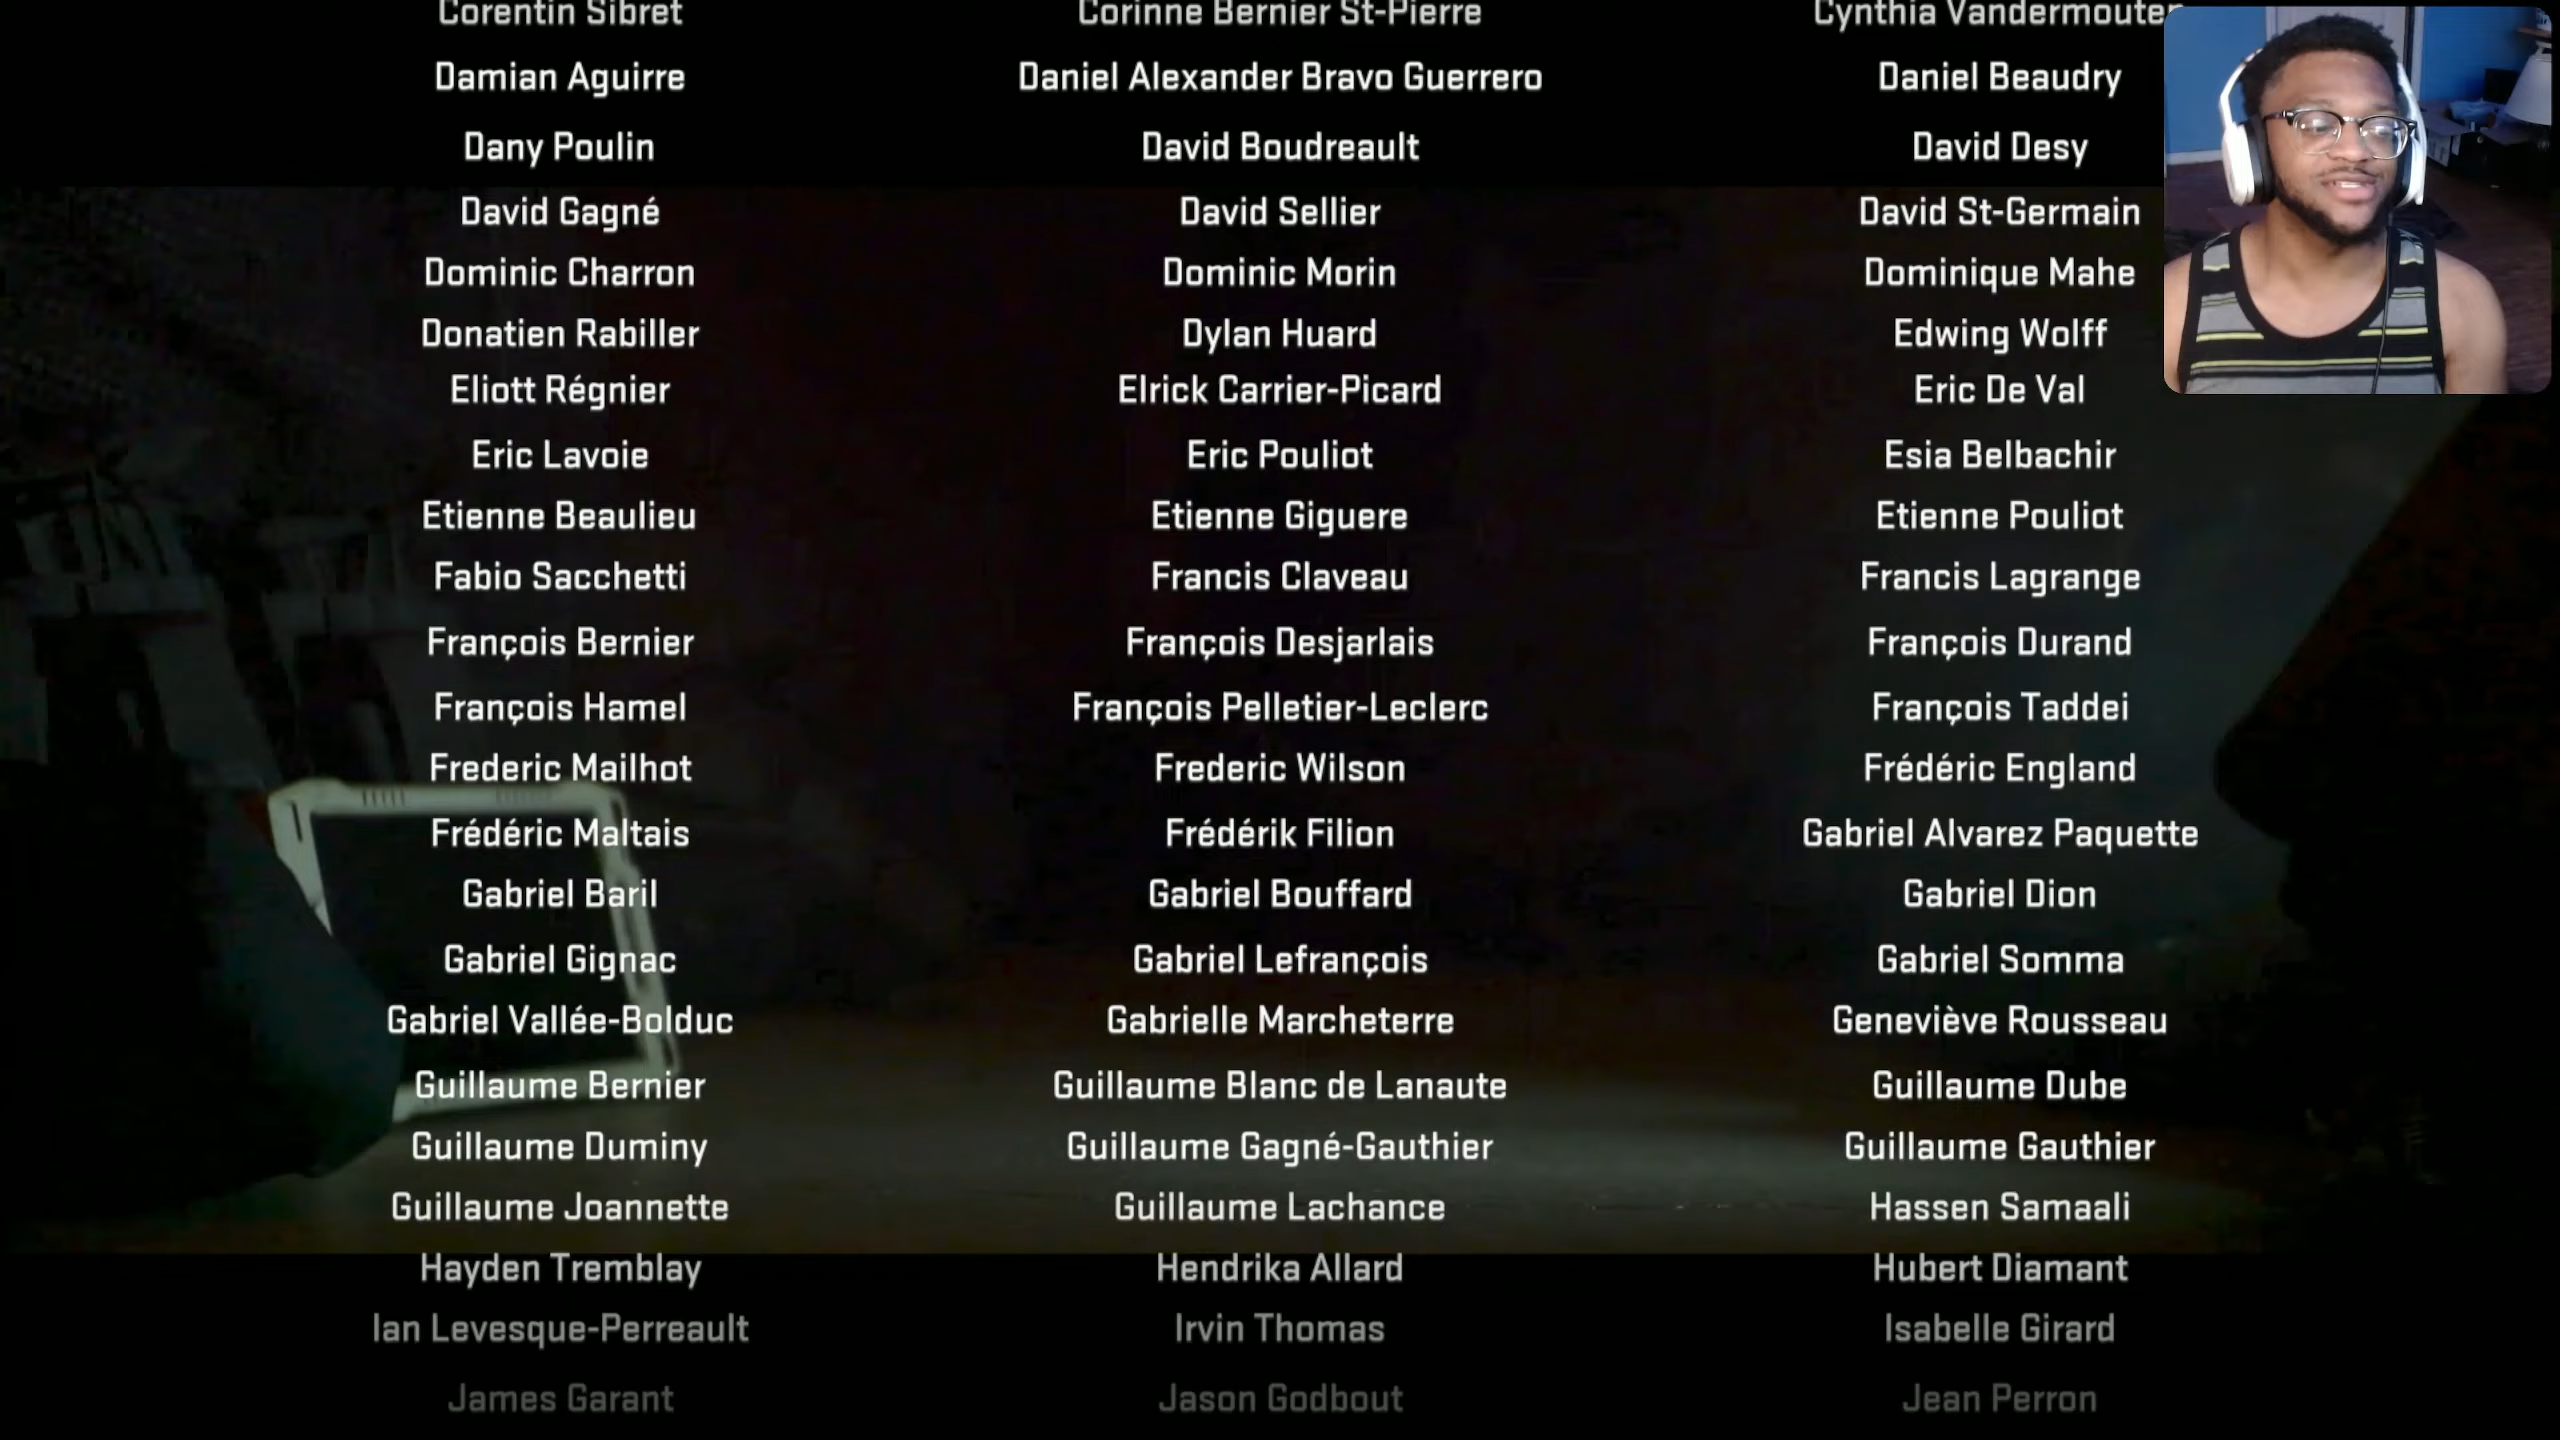 Corentin Sibret Corinne Bernier St-Pierre Cynthia Vandermouten
Damian Aguirre Daniel Alexander Bravo Guerrero Daniel Beaudry
Dany Poulin David Boudreault David Desy
David Gagné David Sellier David St-Germain
Dominic Charron Dominic Morin Dominique Mahe
Donatien Rabiller Dylan Huard Edwing Wolff
Eliott Régnier Elrick Carrier-Picard Eric De Val
Eric Lavoie Eric Pouliot Esia Belbachir
Etienne Beaulieu Etienne Giguere Etienne Pouliot
Fabio Sacchetti Francis Claveau Francis Lagrange
François Bernier François Desjarlais François Durand
François Hamel François Pelletier-Leclerc François Taddei
Frederic Mailhot Frederic Wilson Frédéric England
Frédéric Maltais Frédérik Filion Gabriel Alvarez Paquette
Gabriel Baril Gabriel Bouffard Gabriel Dion
Gabriel Gignac Gabriel Lefrançois Gabriel Somma
Gabriel Vallée-Bolduc Gabrielle Marcheterre Geneviève Rousseau
Guillaume Bernier Guillaume Blanc de Lanaute Guillaume Dube
Guillaume Duminy Guillaume Gagné-Gauthier Guillaume Gauthier
Guillaume Joannette Guillaume Lachance Hassen Samaali
Hayden Tremblay Hendrika Allard Hubert Diamant
Ian Levesque-Perreault Irvin Thomas Isabelle Girard
James Garant Jason Godbout Jean Perron